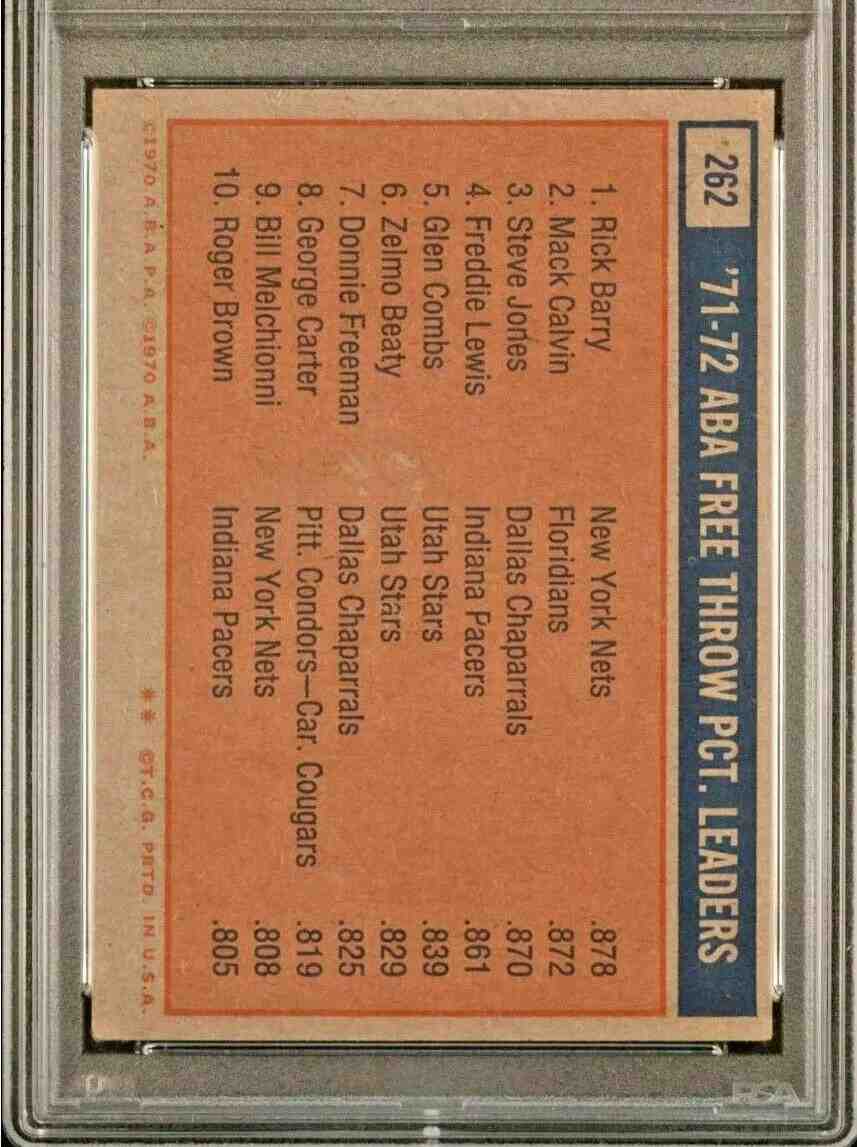 262 '71-72 ABA FREE THROW PCT. LEADERS
1. Rick Barry New York Nets .878
2. Mack Calvin Floridians .872
3. Steve Jones Dallas Chaparrals .870
4. Freddie Lewis Indiana Pacers .861
5. Glen Combs Utah Stars .839
6. Zelmo Beaty Utah Stars .829
7. Donnie Freeman Dallas Chaparrals .825
8. George Carter Pitt. Condors—Car. Cougars .819
9. Bill Melchionni New York Nets .808
10. Roger Brown Indiana Pacers .805
©1970 A.B.A.P.A. ©1970 A.B.A. ** ©T.C.G. PRTD. IN U.S.A.
PSA